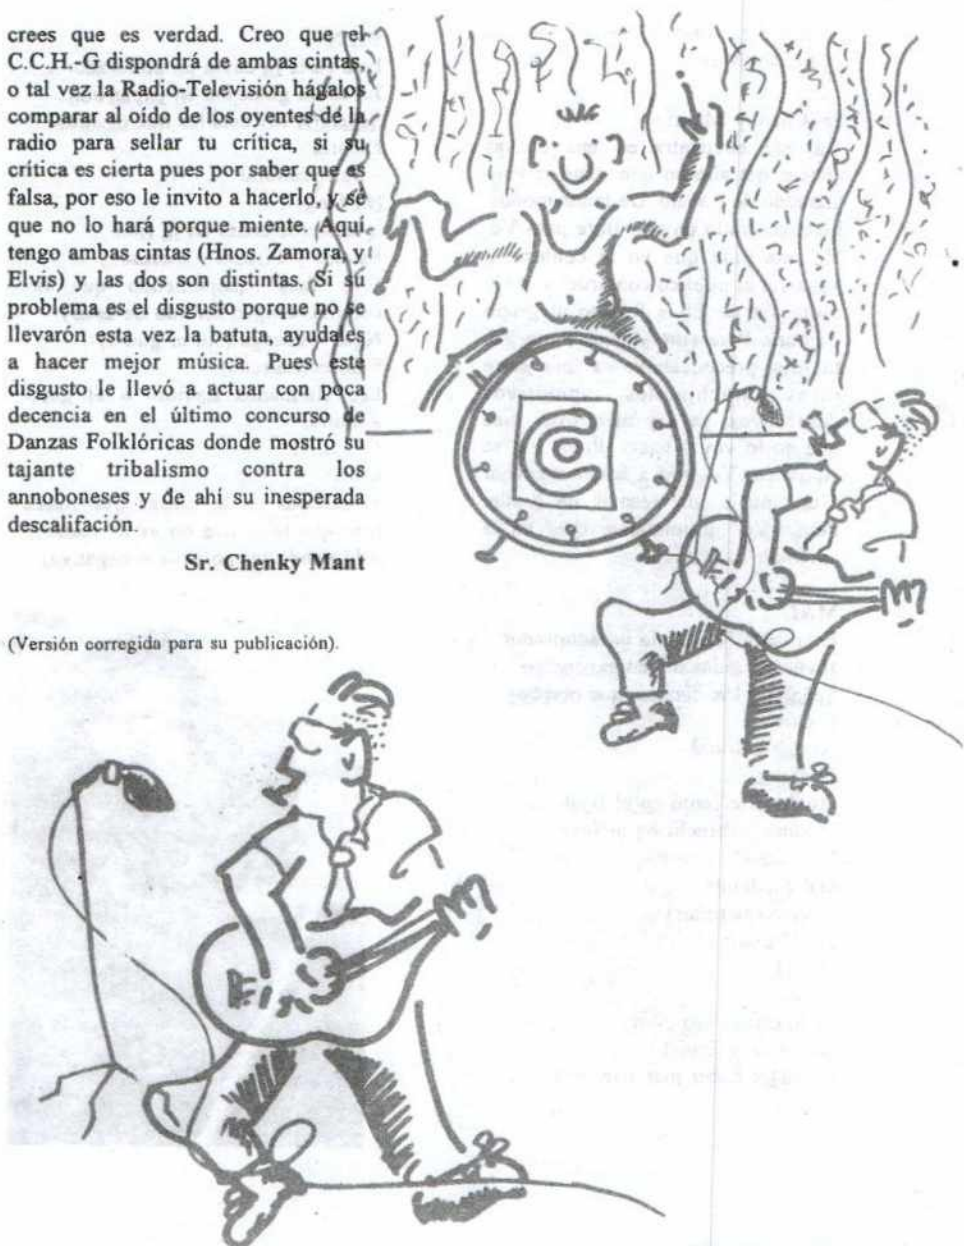 crees que es verdad. Creo que el
C.C.H.-G dispondrá de ambas cintas,
o tal vez la Radio-Televisión hágalos
comparar al oído de los oyentes de la
radio para sellar tu crítica, si su
crítica es cierta pues por saber que es
falsa, por eso le invito a hacerlo, y sé
que no lo hará porque miente. Aquí
tengo ambas cintas (Hnos. Zamora, y
Elvis) y las dos son distintas. Si su
problema es el disgusto porque no se
llevarón esta vez la batuta, ayudales
a hacer mejor música. Pues este
disgusto le llevó a actuar con poca
decencia en el último concurso de
Danzas Folklóricas donde mostró su
tajante tribalismo contra los
annoboneses y de ahí su inesperada
descalifación.
Sr. Chenky Mant
(Versión corregida para su publicación).